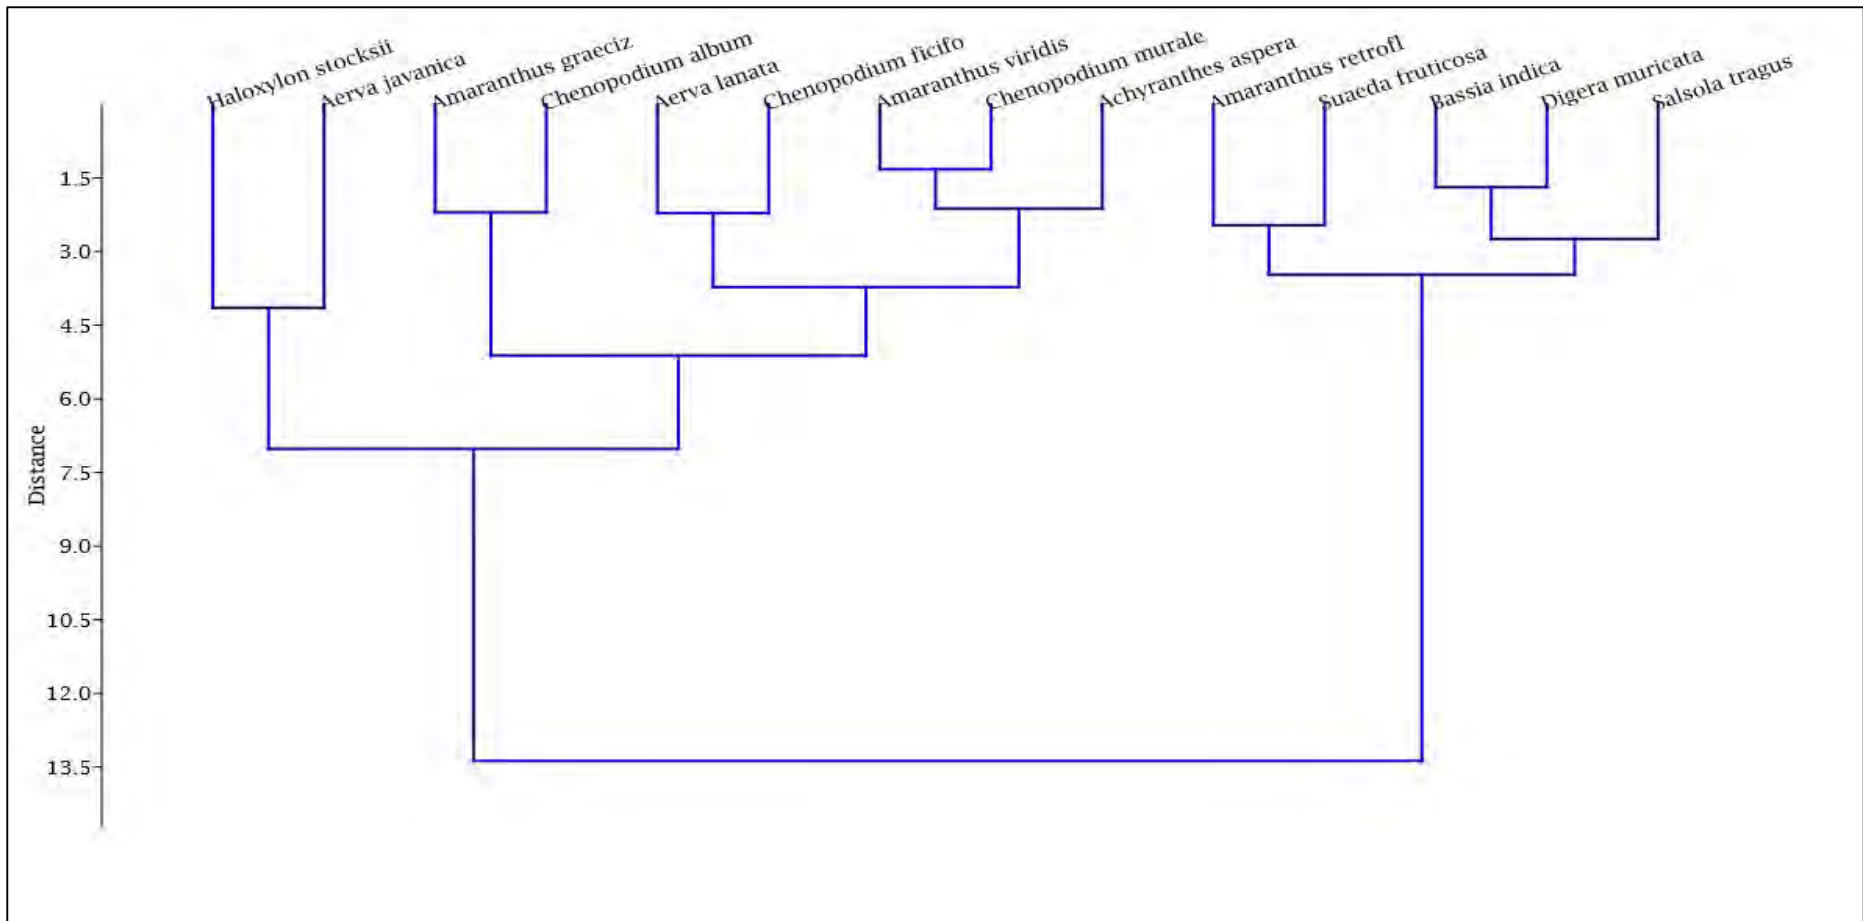 Haloxylon stocksii
Aerva javanica
Amaranthus graeciz
Chenopodium album
Aerva lanata
Chenopodium ficifo
Amaranthus viridis
Chenopodium murale
Achyranthes aspera
Amaranthus retrofl
Suaeda fruticosa
Bassia indica
Digera muricata
Salsola tragus
1.5
3.0
4.5
6.0
7.5
9.0
10.5
12.0
13.5
Distance